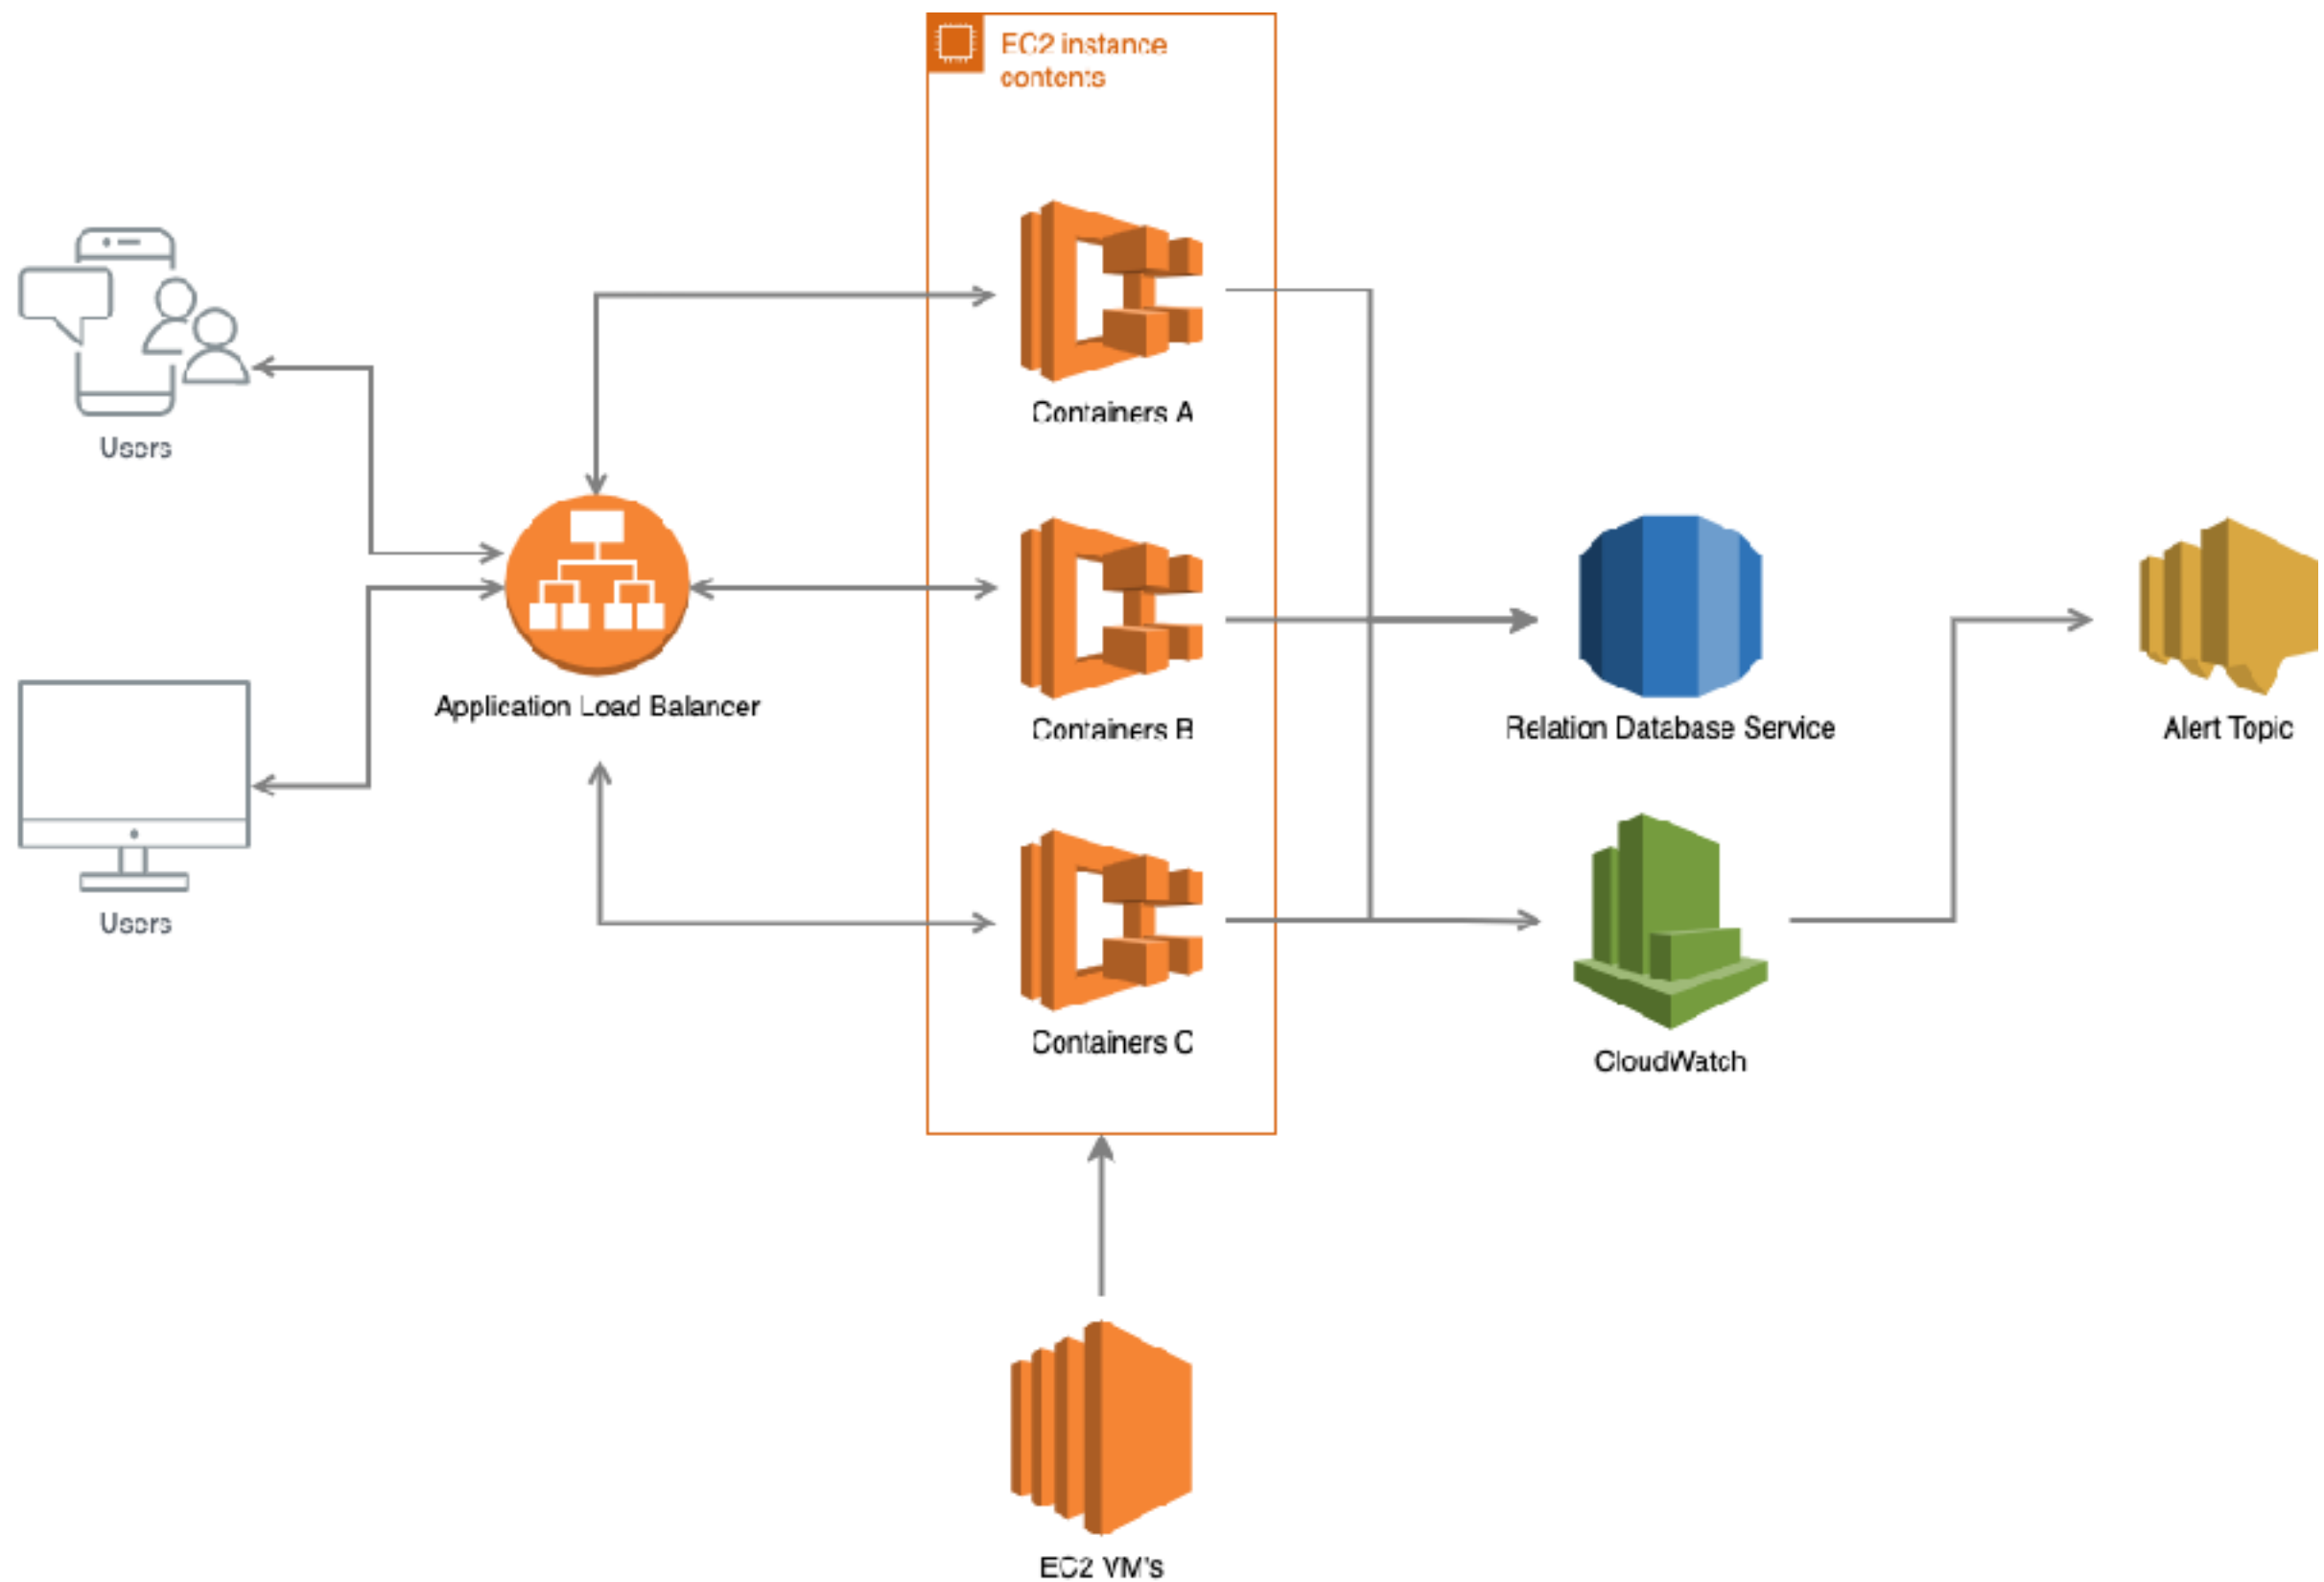 EC2 instance
contents
Containers A
Users
Application Load Balancer
Containers B
Relation Database Service
Alert Topic
Users
Containers C
CloudWatch
EC2 VM's